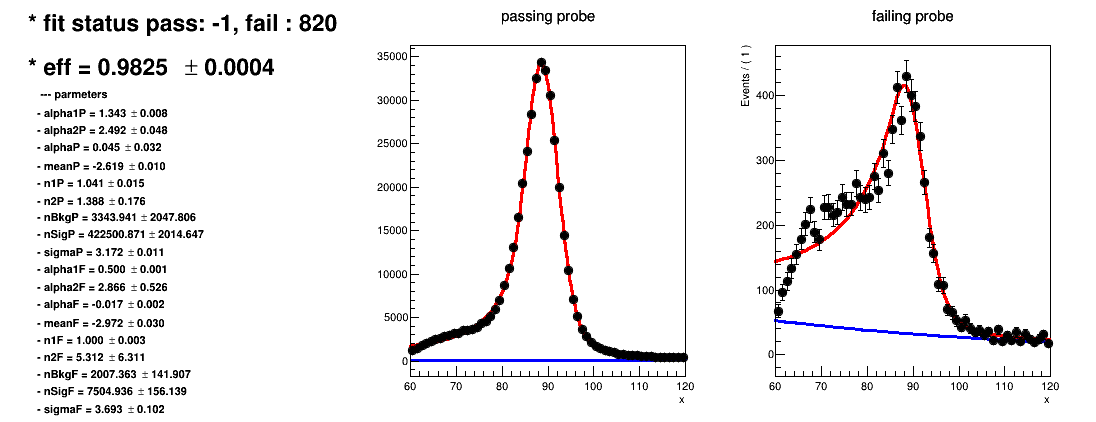 * fit status pass: -1, fail : 820
* eff = 0.9825 ± 0.0004
--- parmeters
- alpha1P = 1.343 ± 0.008
- alpha2P = 2.492 ± 0.048
- alphaP = 0.045 ± 0.032
- meanP = -2.619 ± 0.010
- n1P = 1.041 ± 0.015
- n2P = 1.388 ± 0.176
- nBkgP = 3343.941 ± 2047.806
- nSigP = 422500.871 ± 2014.647
- sigmaP = 3.172 ± 0.011
- alpha1F = 0.500 ± 0.001
- alpha2F = 2.866 ± 0.526
- alphaF = -0.017 ± 0.002
- meanF = -2.972 ± 0.030
- n1F = 1.000 ± 0.003
- n2F = 5.312 ± 6.311
- nBkgF = 2007.363 ± 141.907
- nSigF = 7504.936 ± 156.139
- sigmaF = 3.693 ± 0.102
passing probe
35000
30000
25000
20000
15000
10000
5000
0
60 70 80 90 100 110 120
x
failing probe
Events / ( 1 )
400
300
200
100
0
60 70 80 90 100 110 120
x